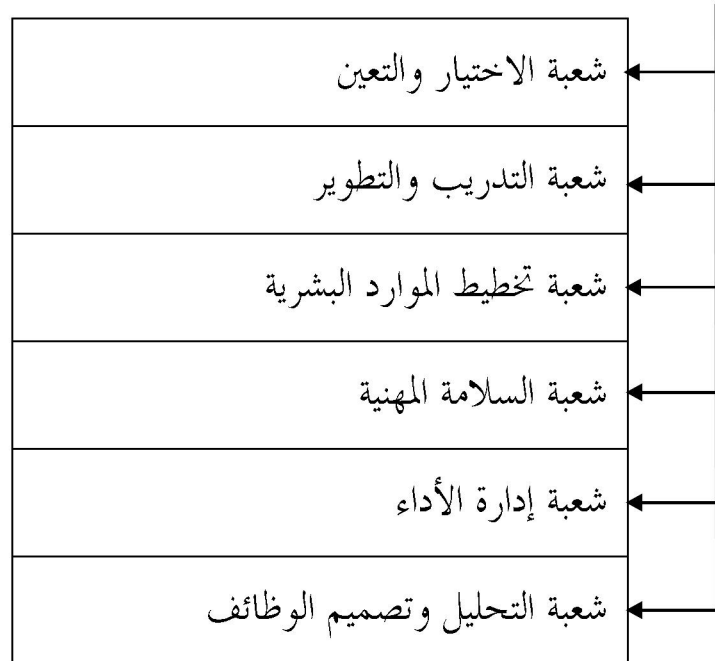 شعبة الاختيار والتعين
شعبة التدريب والتطوير
شعبة تخطيط الموارد البشرية
شعبة السلامة المهنية
شعبة إدارة الأداء
شعبة التحليل وتصميم الوظائف